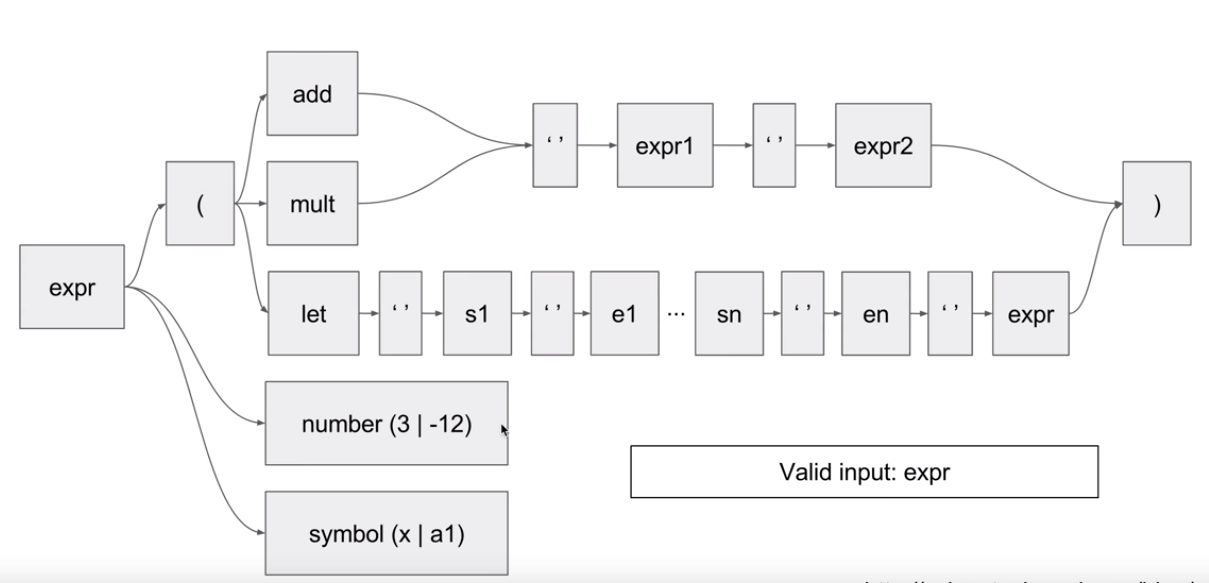 add
‘ ’
expr1
‘ ’
expr2
(
mult
)
expr
let
‘ ’
s1
‘ ’
e1
...
sn
‘ ’
en
‘ ’
expr
number (3 | -12)
Valid input: expr
symbol (x | a1)